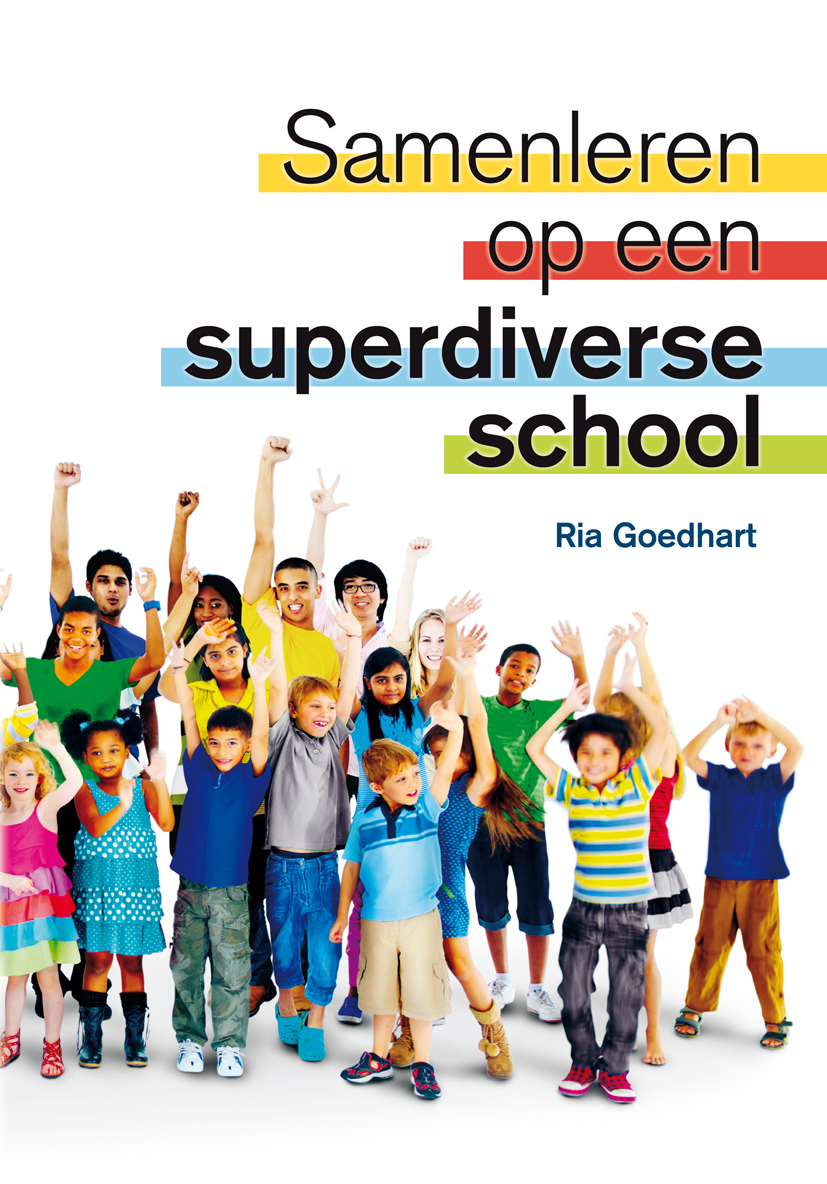 Samenleren
op een
superdiverse
school
Ria Goedhart